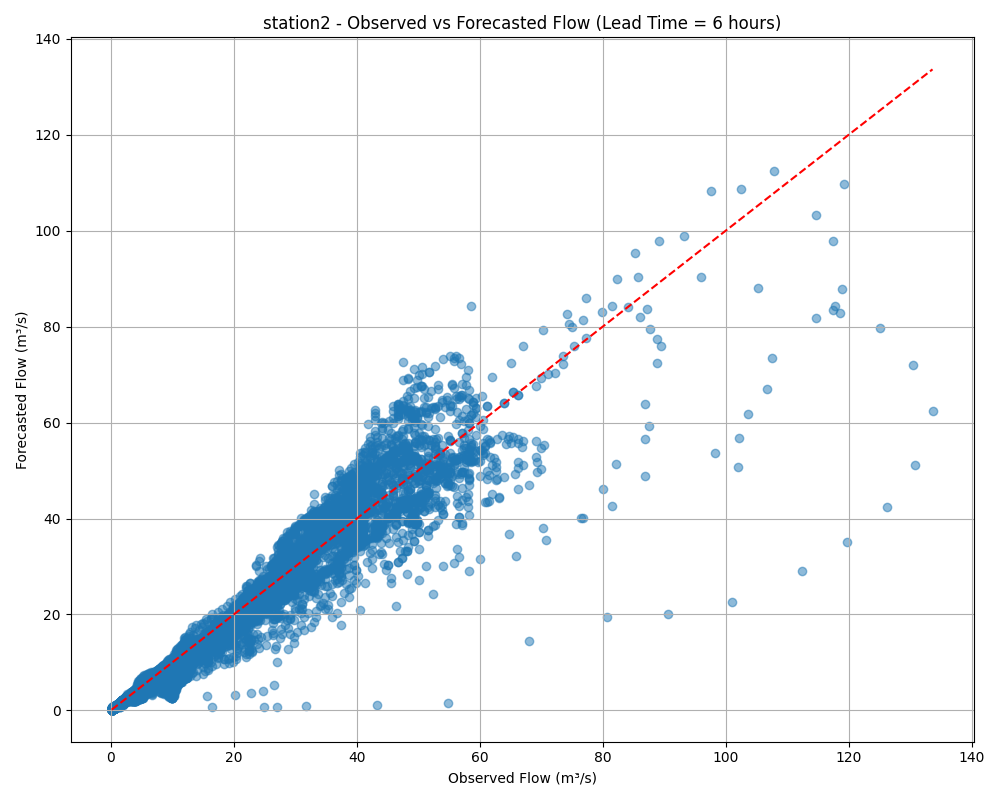 station2 - Observed vs Forecasted Flow (Lead Time = 6 hours)
Forecasted Flow (m³/s)
140
120
100
80
60
40
20
0
0 20 40 60 80 100 120 140
Observed Flow (m³/s)